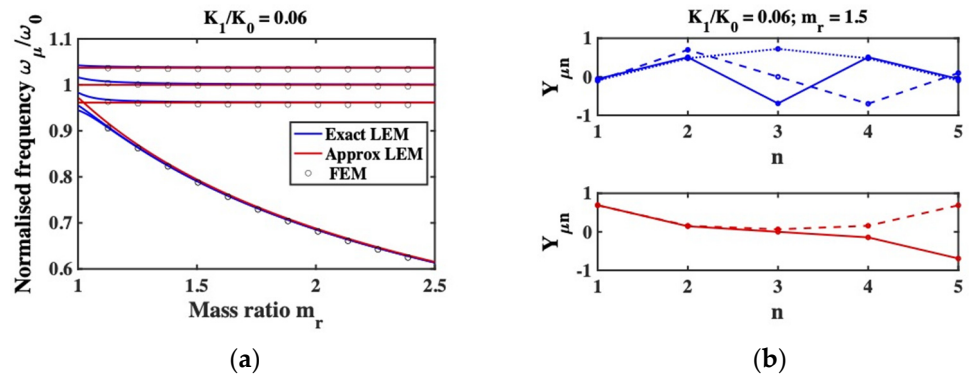 K1/K0 = 0.06
Normalised frequency ω μ/ω0
1.1
1
0.9
0.8
0.7
0.6
Exact LEM
Approx LEM
FEM
1
1.5
2
2.5
Mass ratio mr
(a)
K1/K0 = 0.06; mr = 1.5
Yμn
1
0
-1
1
2
3
4
5
n
Yμn
1
0
-1
1
2
3
4
5
n
(b)